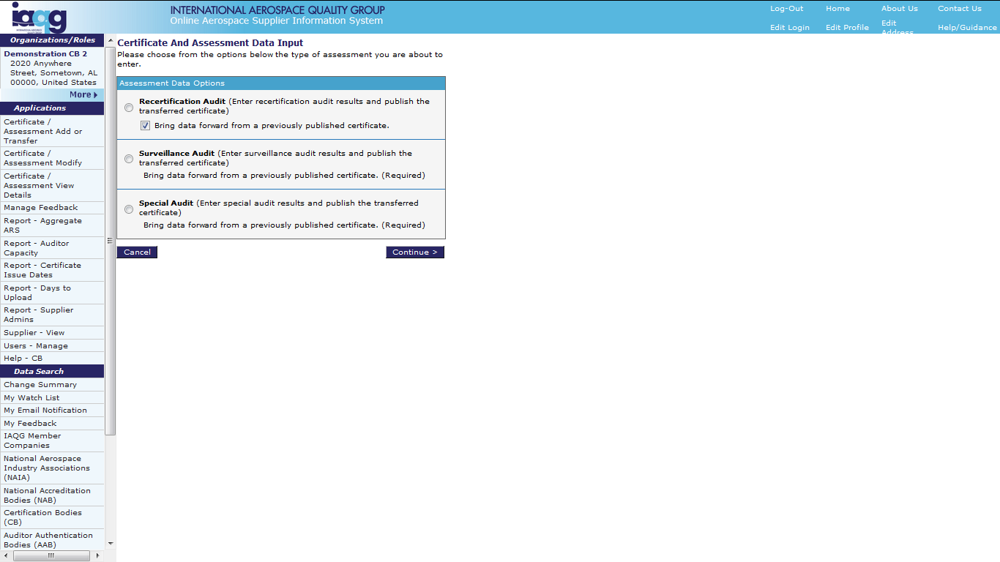 iaqg
INTERNATIONAL AEROSPACE QUALITY GROUP
Online Aerospace Supplier Information System
Log-Out
Home
About Us
Contact Us
Edit Login
Edit Profile
Edit
Address
Help/Guidance
Organizations/Roles
Demonstration CB 2
2020 Anywhere
Street, Sometown, AL
00000, United States
More
Applications
Certificate /
Assessment Add or
Transfer
Certificate /
Assessment Modify
Certificate /
Assessment View
Details
Manage Feedback
Report - Aggregate
ARS
Report - Auditor
Capacity
Report - Certificate
Issue Dates
Report - Days to
Upload
Report - Supplier
Admins
Supplier - View
Users - Manage
Help - CB
Data Search
Change Summary
My Watch List
My Email Notification
My Feedback
IAQG Member
Companies
National Aerospace
Industry Associations
(NAIA)
National Accreditation
Bodies (NAB)
Certification Bodies
(CB)
Auditor Authentication
Bodies (AAB)
Certificate And Assessment Data Input
Please choose from the options below the type of assessment you are about to
enter.
Assessment Data Options
Recertification Audit (Enter recertification audit results and publish the
transferred certificate)
Bring data forward from a previously published certificate.
Surveillance Audit (Enter surveillance audit results and publish the
transferred certificate)
Bring data forward from a previously published certificate. (Required)
Special Audit (Enter special audit results and publish the transferred
certificate)
Bring data forward from a previously published certificate. (Required)
Cancel
Continue >